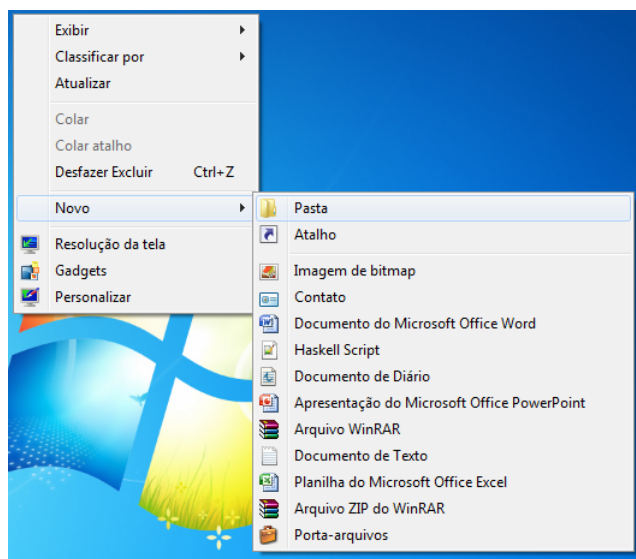 Exibir
Classificar por
Atualizar
Colar
Colar atalho
Desfazer Excluir Ctrl+Z
Novo
Resolução da tela
Gadgets
Personalizar
Pasta
Atalho
Imagem de bitmap
Contato
Documento do Microsoft Office Word
Haskell Script
Documento de Diário
Apresentação do Microsoft Office PowerPoint
Arquivo WinRAR
Documento de Texto
Planilha do Microsoft Office Excel
Arquivo ZIP do WinRAR
Porta-arquivos